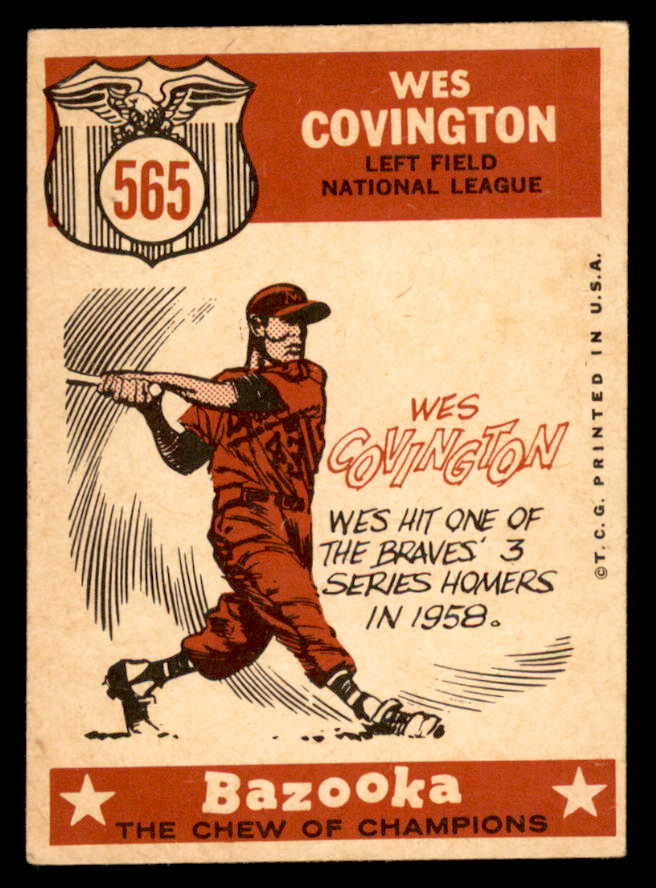 565
WES
COVINGTON
LEFT FIELD
NATIONAL LEAGUE
WES
COVINGTON
WES HIT ONE OF
THE BRAVES' 3
SERIES HOMERS
IN 1958.
©T.C.G. PRINTED IN U.S.A.
Bazooka
THE CHEW OF CHAMPIONS